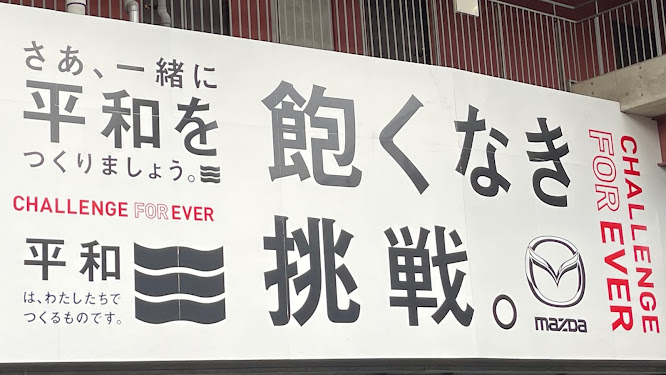 さあ、一緒に
平和を
つくりましょう。
CHALLENGE FOR EVER
平和
は、わたしたちで
つくるものです。
飽くなき
挑戦。
mazda
CHALLENGE
FOR EVER